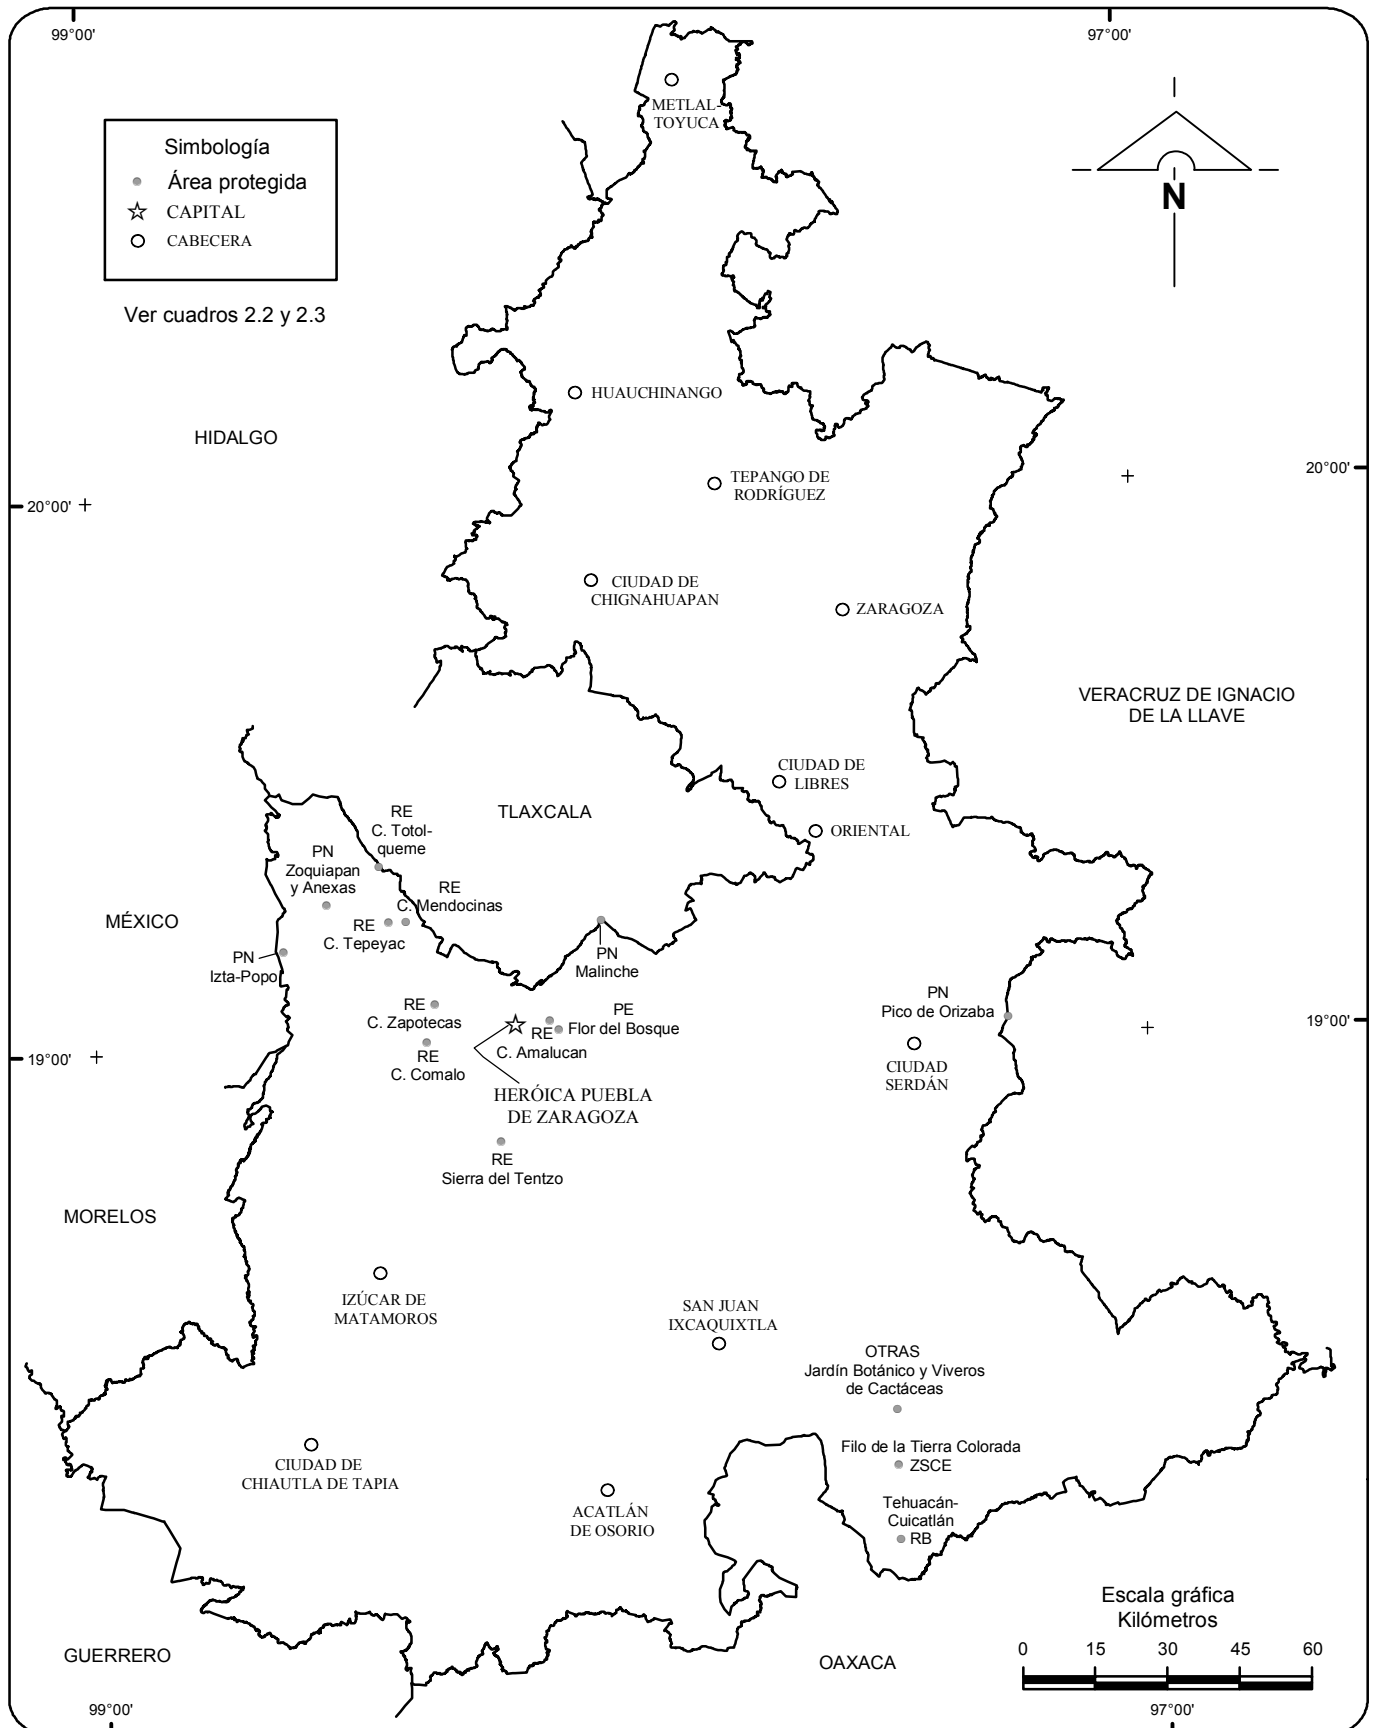 99°00'
97°00'
METLAL-
TOYUCA
Simbología
Área protegida
CAPITAL
CABECERA
Ver cuadros 2.2 y 2.3
N
HUAUCHINANGO
HIDALGO
TEPANGO DE
RODRÍGUEZ
20°00'
20°00'
CIUDAD DE
CHIGNAHUAPAN
ZARAGOZA
VERACRUZ DE IGNACIO
DE LA LLAVE
CIUDAD DE
LIBRES
TLAXCALA
ORIENTAL
RE
C. Totol-
queme
PN
Zoquiapan
y Anexas
RE
C. Mendocinas
MÉXICO
RE
C. Tepeyac
PN
Izta-Popo
PN
Malinche
PN
Pico de Orizaba
RE
C. Zapotecas
PE
Flor del Bosque
RE
C. Amalucan
19°00'
19°00'
RE
C. Comalo
CIUDAD
SERDÁN
HERÓICA PUEBLA
DE ZARAGOZA
RE
Sierra del Tentzo
MORELOS
IZÚCAR DE
MATAMOROS
SAN JUAN
IXCAQUIXTLA
OTRAS
Jardín Botánico y Viveros
de Cactáceas
Filo de la Tierra Colorada
ZSCE
CIUDAD DE
CHIAUTLA DE TAPIA
Tehuacán-
Cuicatlán
RB
ACATLÁN
DE OSORIO
Escala gráfica
Kilómetros
0 15 30 45 60
GUERRERO
OAXACA
99°00'
97°00'